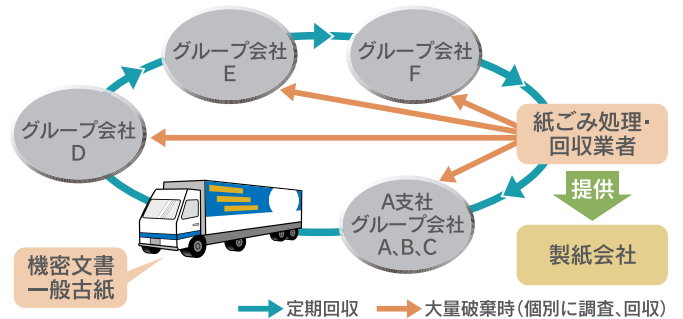 グループ会社
E
グループ会社
F
グループ会社
D
紙ごみ処理・
回収業者
提供
A支社
グループ会社
A、B、C
製紙会社
機密文書
一般古紙
定期回収
大量破棄時（個別に調査、回収）